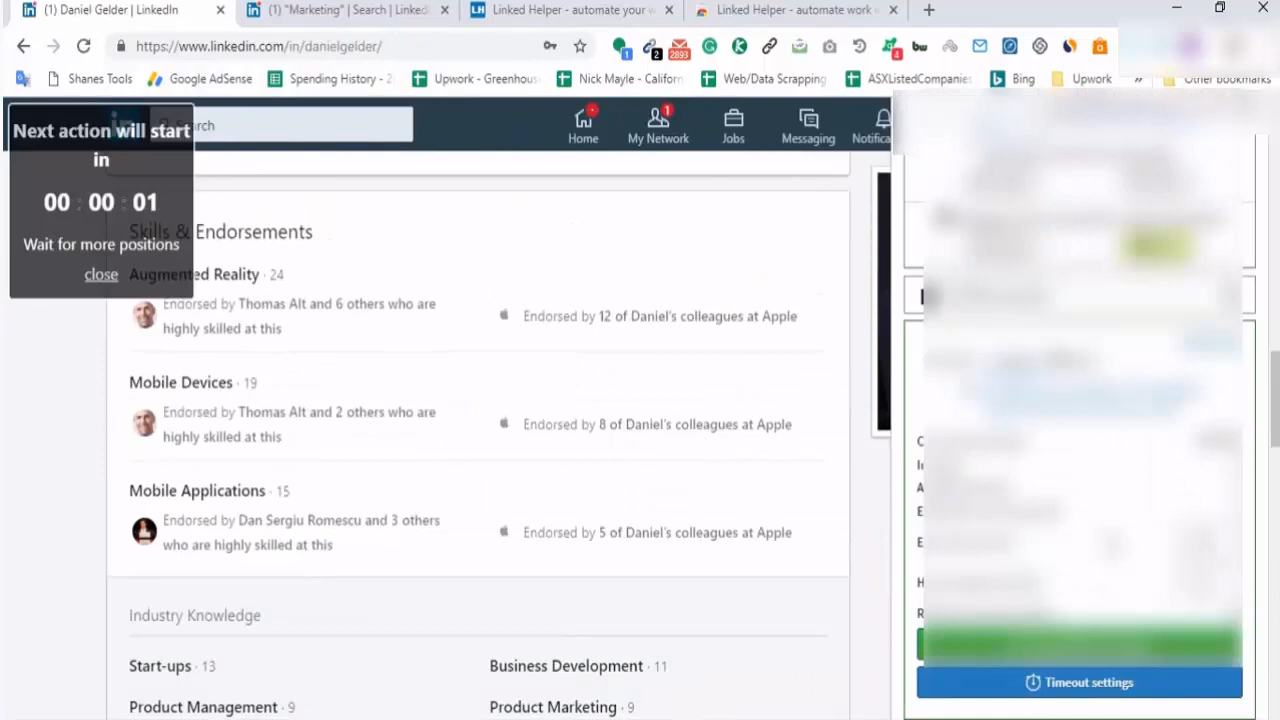 (1) Daniel Gelder | LinkedIn
(1) "Marketing" | Search | Linked
Linked Helper - automate your w
Linked Helper - automate work
https://www.linkedin.com/in/danielgelder/
1
2
2893
4
bw
Shanes Tools
Google AdSense
Spending History - 2
Upwork - Greenhous
Nick Mayle - Californ
Web/Data Scrapping
ASXListedCompanies
Bing
Upwork
»
Other bookmarks
Search
Home
1
My Network
Jobs
Messaging
Notifica
Next action will start
in
00 : 00 : 01
Wait for more positions
close
Skills & Endorsements
Augmented Reality · 24
Endorsed by Thomas Alt and 6 others who are
highly skilled at this
Endorsed by 12 of Daniel's colleagues at Apple
Mobile Devices · 19
Endorsed by Thomas Alt and 2 others who are
highly skilled at this
Endorsed by 8 of Daniel's colleagues at Apple
Mobile Applications · 15
Endorsed by Dan Sergiu Romescu and 3 others
who are highly skilled at this
Endorsed by 5 of Daniel's colleagues at Apple
Industry Knowledge
Start-ups · 13
Business Development · 11
Product Management · 9
Product Marketing · 9
Timeout settings